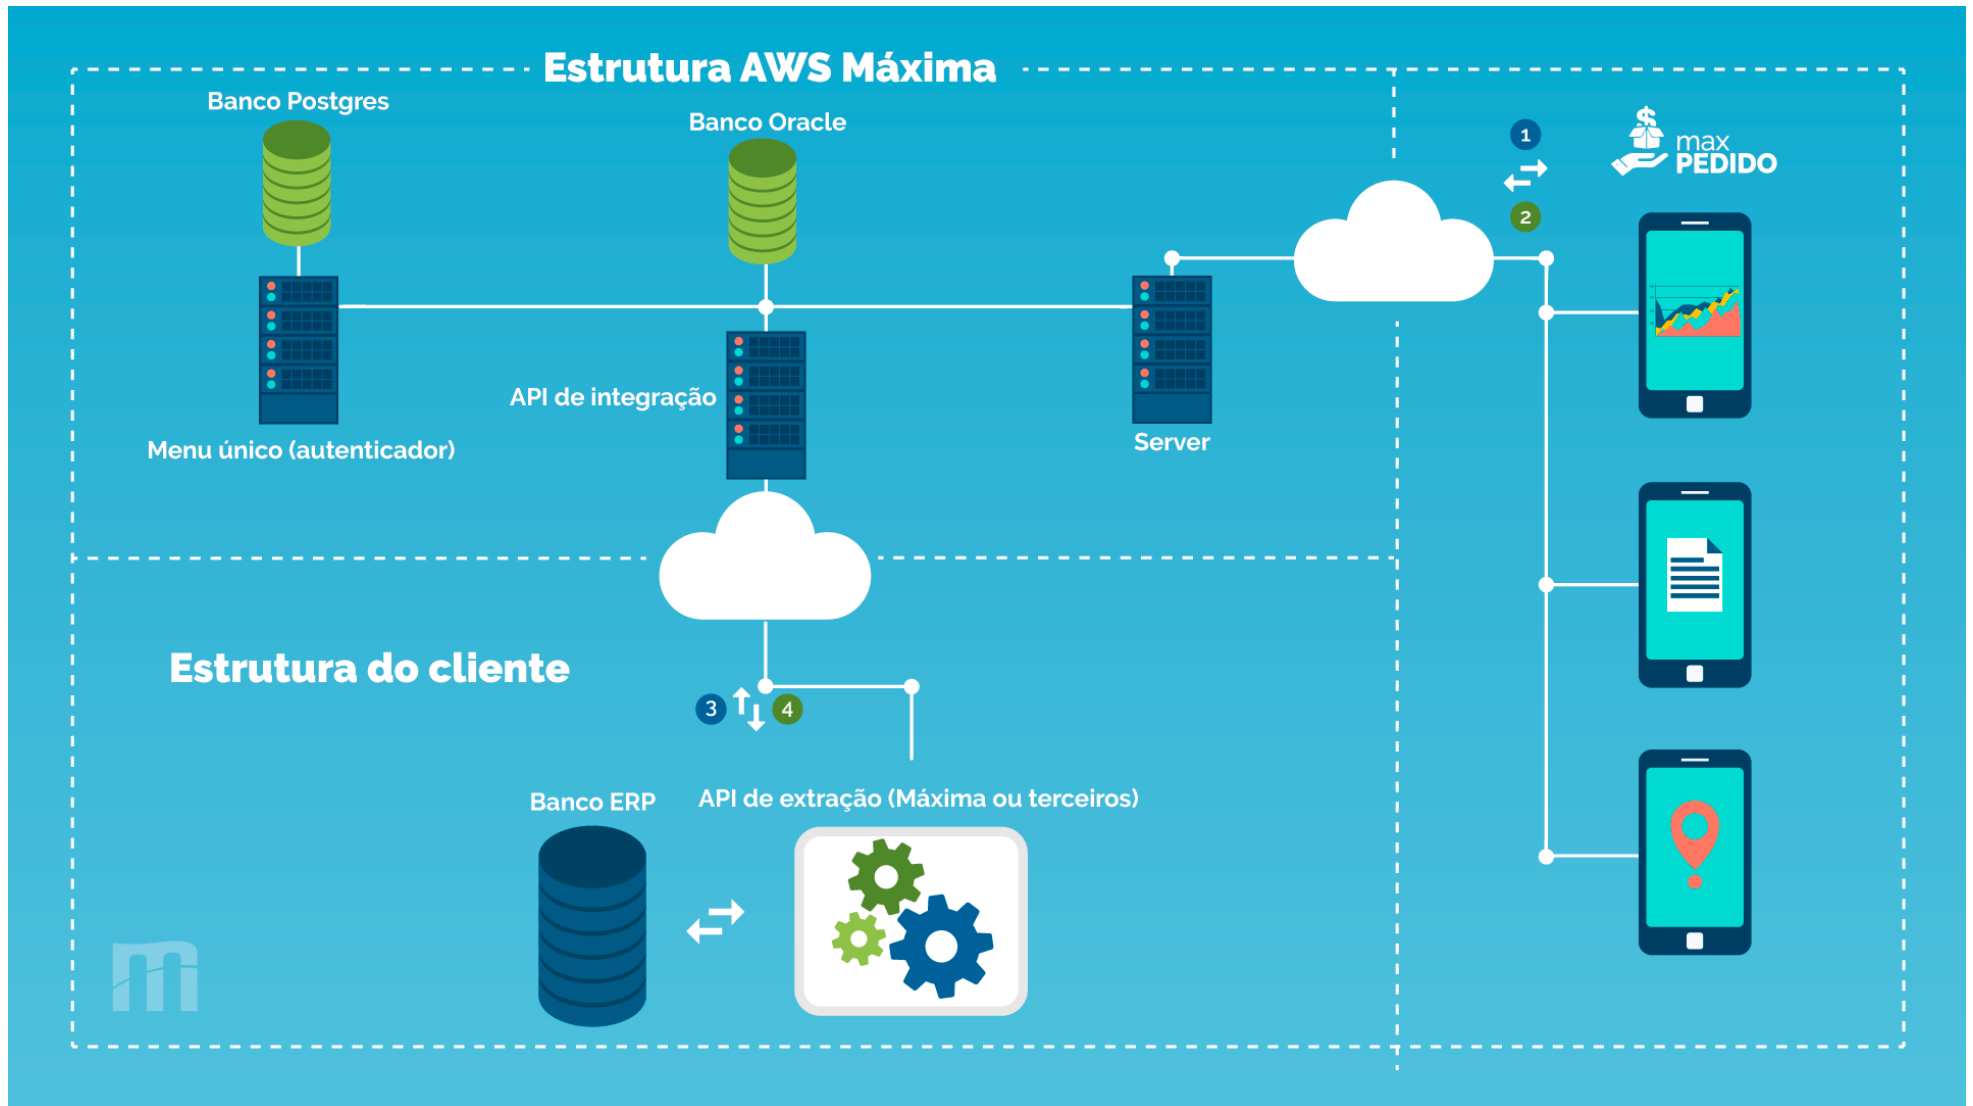 Estrutura AWS Máxima
Banco Postgres
Banco Oracle
1
2
max
PEDIDO
API de integração
Menu único (autenticador)
Server
Estrutura do cliente
3
4
Banco ERP
API de extração (Máxima ou terceiros)